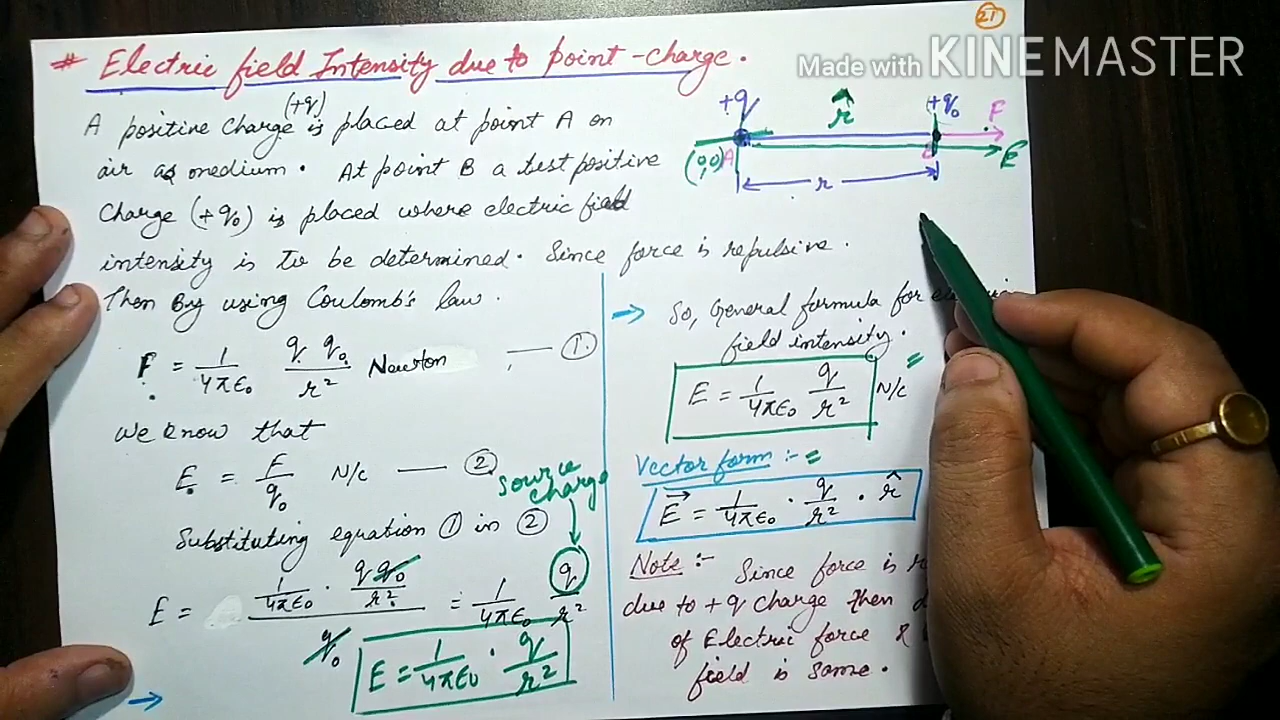 21
Made with KINEMASTER
# Electric field Intensity due to point-charge.
(+q)
A positive charge is placed at point A on
air as medium. At point B a test positive
charge (+q₀) is placed where electric field
intensity is to be determined. Since force is repulsive.
Then By using Coulomb's law.
+q r̂ +q₀ F
(0,0) A E
r
F = 1/4πε₀ q q₀/r² Newton, — ①
We know that
E = F/q₀ N/C — ②
Source
charge
Substituting equation ① in ②
E = 1/4πε₀ · qq₀/r² / q₀ = 1/4πε₀ q/r²
E = 1/4πε₀ · q/r²
→
→ So, General formula for
field intensity.
E = 1/4πε₀ q/r² N/C
Vector form :-
E⃗ = 1/4πε₀ · q/r² · r̂
Note :- Since force is
due to +q charge then
of Electric force &
field is same.